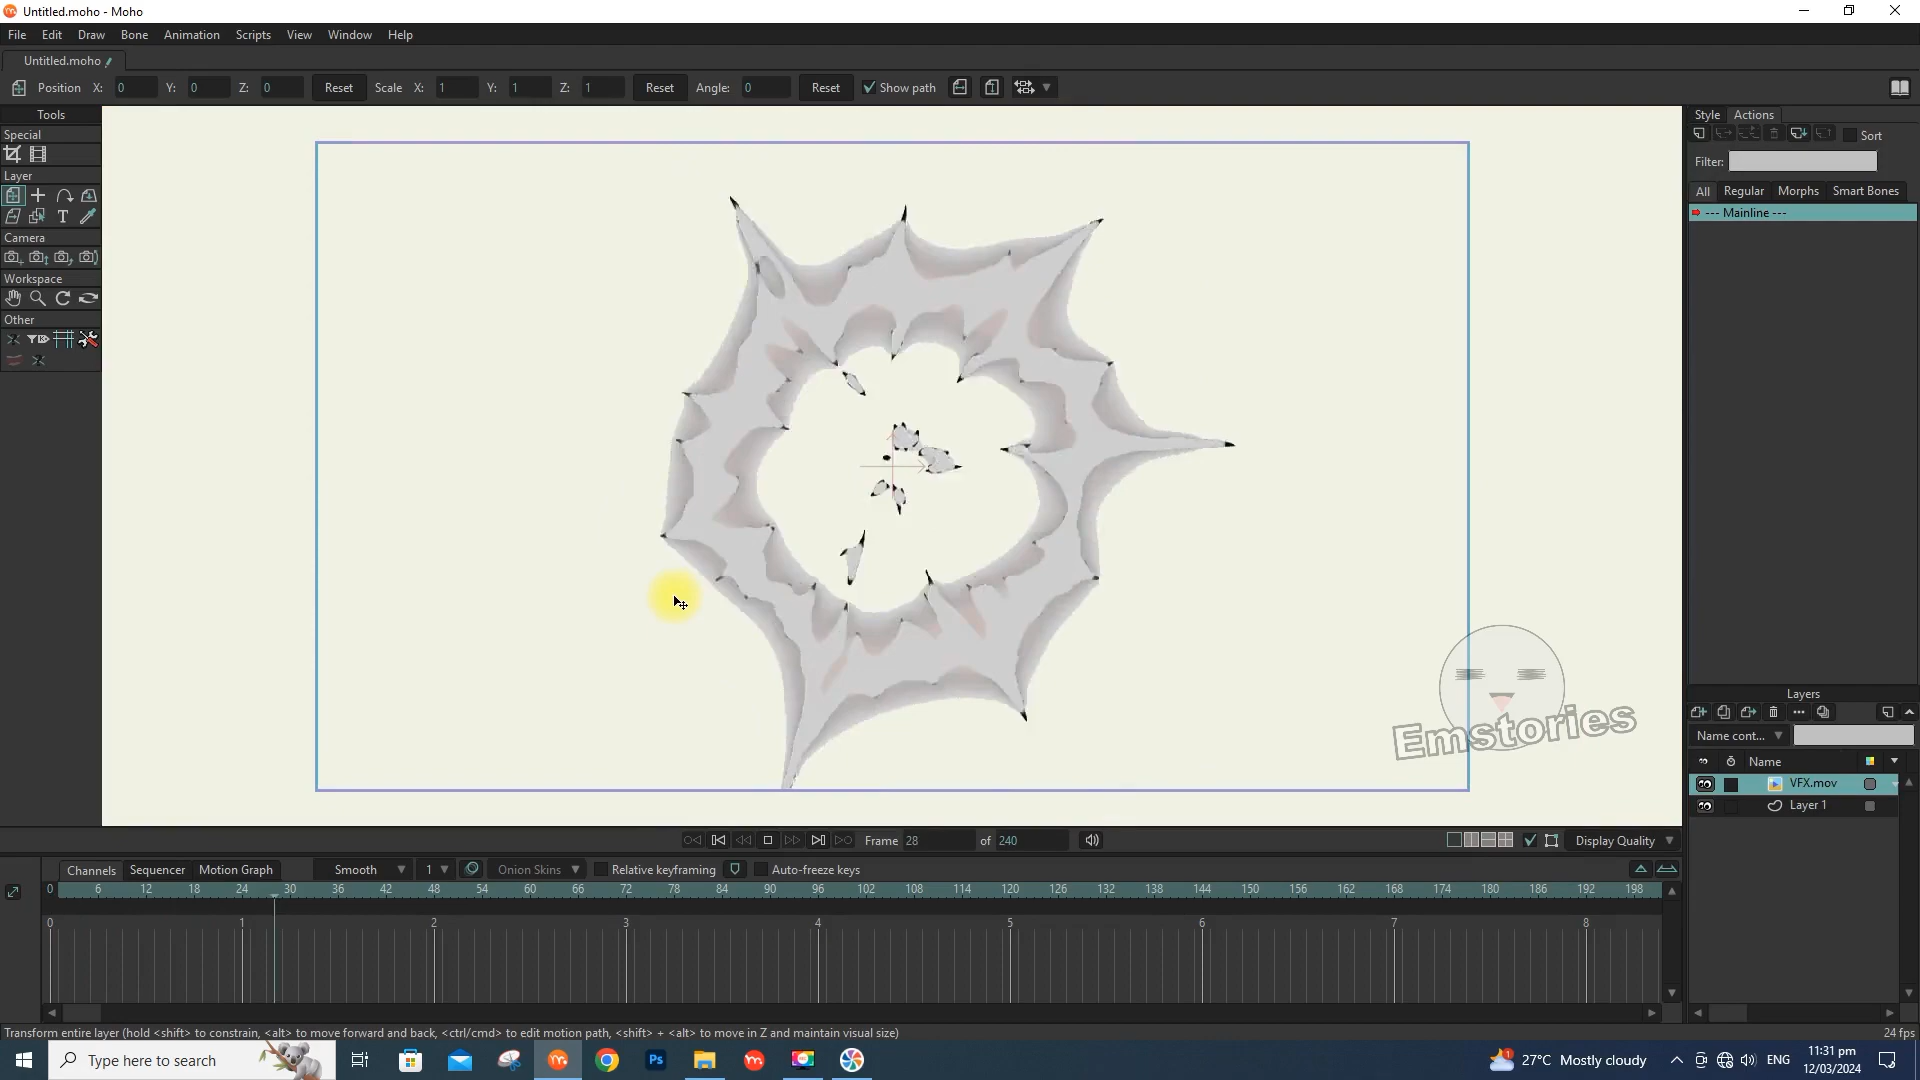 Untitled.moho - Moho
File Edit Draw Bone Animation Scripts View Window Help
Untitled.moho
Position X: 0 Y: 0 Z: 0 Reset Scale X: 1 Y: 1 Z: 1 Reset Angle: 0 Reset Show path
Tools
Special
Layer
T
Camera
Workspace
Other
Style Actions
Sort
Filter:
All Regular Morphs Smart Bones
--- Mainline ---
Emstories
Layers
Name cont...
Name
VFX.mov
Layer 1
Frame 28 of 240 Display Quality
Channels Sequencer Motion Graph Smooth 1 Onion Skins Relative keyframing Auto-freeze keys
0 6 12 18 24 30 36 42 48 54 60 66 72 78 84 90 96 102 108 114 120 126 132 138 144 150 156 162 168 174 180 186 192 198
0 1 2 3 4 5 6 7 8
Transform entire layer (hold <shift> to constrain, <alt> to move forward and back, <ctrl/cmd> to edit motion path, <shift> + <alt> to move in Z and maintain visual size)
24 fps
Type here to search
Ps
1
27°C Mostly cloudy
ENG
11:31 pm
12/03/2024